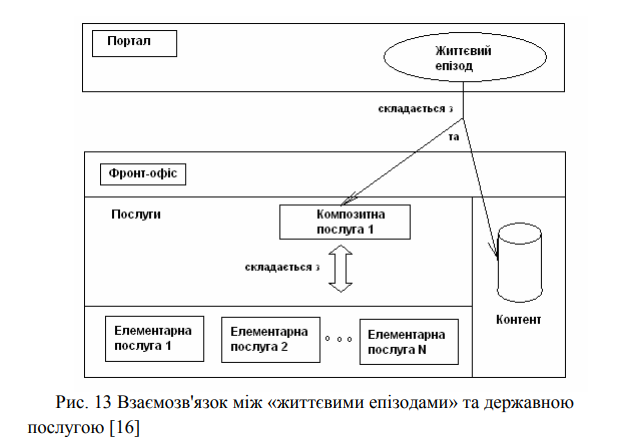 Портал
Життєвий
епізод
складається з
та
Фронт-офіс
Послуги
Композитна
послуга 1
складається з
Елементарна
послуга 1
Елементарна
послуга 2
Елементарна
послуга N
Контент
Рис. 13 Взаємозв'язок між «життєвими епізодами» та державною
послугою [16]